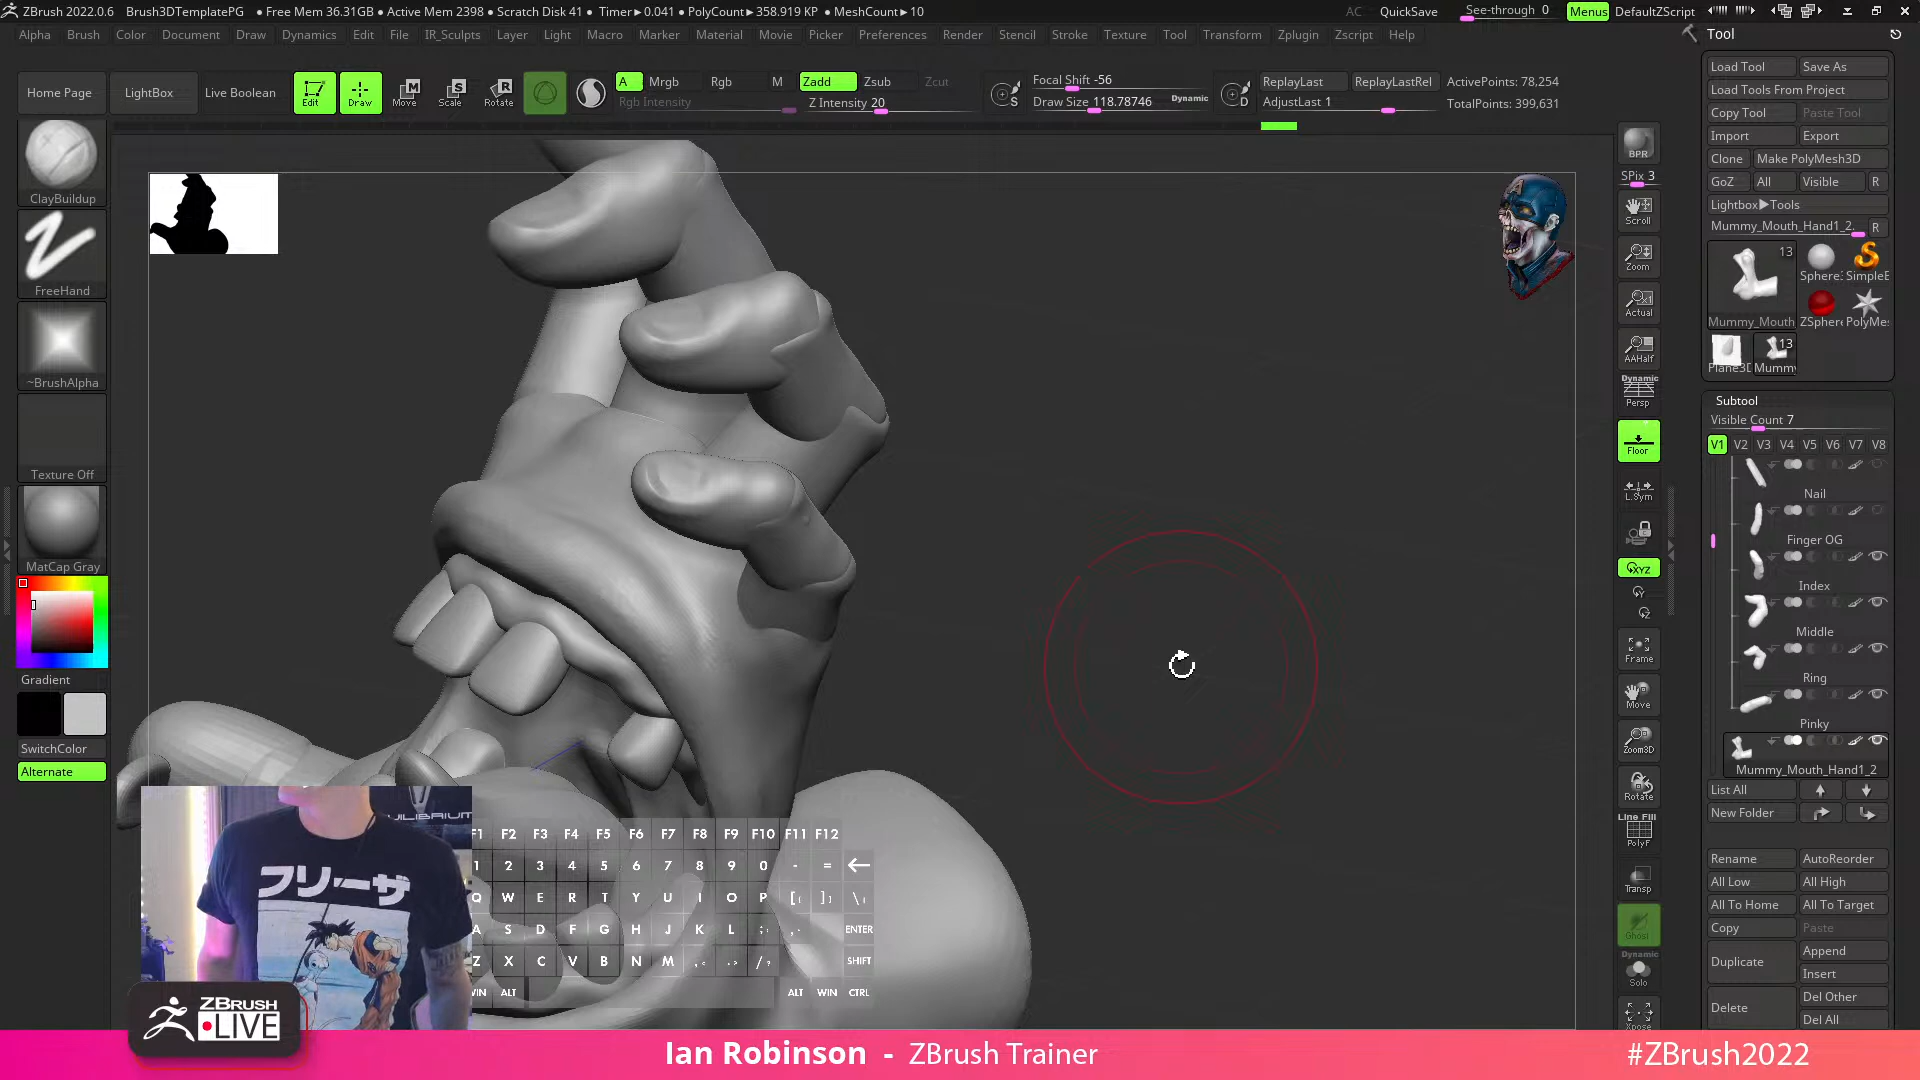 ZBrush 2022.0.6 Brush3DTemplatePG ● Free Mem 36.31GB ● Active Mem 2398 ● Scratch Disk 41 ● Timer▶0.041 ● PolyCount▶358.919 KP ● MeshCount▶10 AC QuickSave See-through 0 Menus DefaultZScript
Alpha Brush Color Document Draw Dynamics Edit File IR_Sculpts Layer Light Macro Marker Material Movie Picker Preferences Render Stencil Stroke Texture Tool Transform Zplugin Zscript Help
Home Page LightBox Live Boolean Edit Draw Move Scale Rotate
A Mrgb Rgb M Zadd Zsub Zcut
Rgb Intensity Z Intensity 20
Focal Shift -56
Draw Size 118.78746 Dynamic
ReplayLast ReplayLastRel ActivePoints: 78,254
AdjustLast 1 TotalPoints: 399,631
ClayBuildup
FreeHand
~BrushAlpha
Texture Off
MatCap Gray
Gradient
SwitchColor
Alternate
BPR
SPix 3
Scroll
Zoom
Actual
AAHalf
Dynamic
Persp
Floor
L.Sym
XYZ
Frame
Move
Zoom3D
Rotate
Line Fill
PolyF
Transp
Ghost
Dynamic
Solo
Xpose
Tool
Load Tool Save As
Load Tools From Project
Copy Tool Paste Tool
Import Export
Clone Make PolyMesh3D
GoZ All Visible R
Lightbox▶Tools
Mummy_Mouth_Hand1_2. R
13
Mummy_Mouth ZSphere PolyMe
13
Plane3D Mummy
Subtool
Visible Count 7
V1 V2 V3 V4 V5 V6 V7 V8
Nail
Finger OG
Index
Middle
Ring
Pinky
Mummy_Mouth_Hand1_2
List All
New Folder
Rename AutoReorder
All Low All High
All To Home All To Target
Copy Paste
Duplicate Append
Insert
Delete Del Other
Del All
F1 F2 F3 F4 F5 F6 F7 F8 F9 F10 F11 F12
1 2 3 4 5 6 7 8 9 0 - =
Q W E R T Y U I O P [ ] \
A S D F G H J K L ; ENTER
Z X C V B N M , . / SHIFT
WIN ALT ALT WIN CTRL
フリーザ
ZBRUSH
LIVE
Ian Robinson - ZBrush Trainer
#ZBrush2022